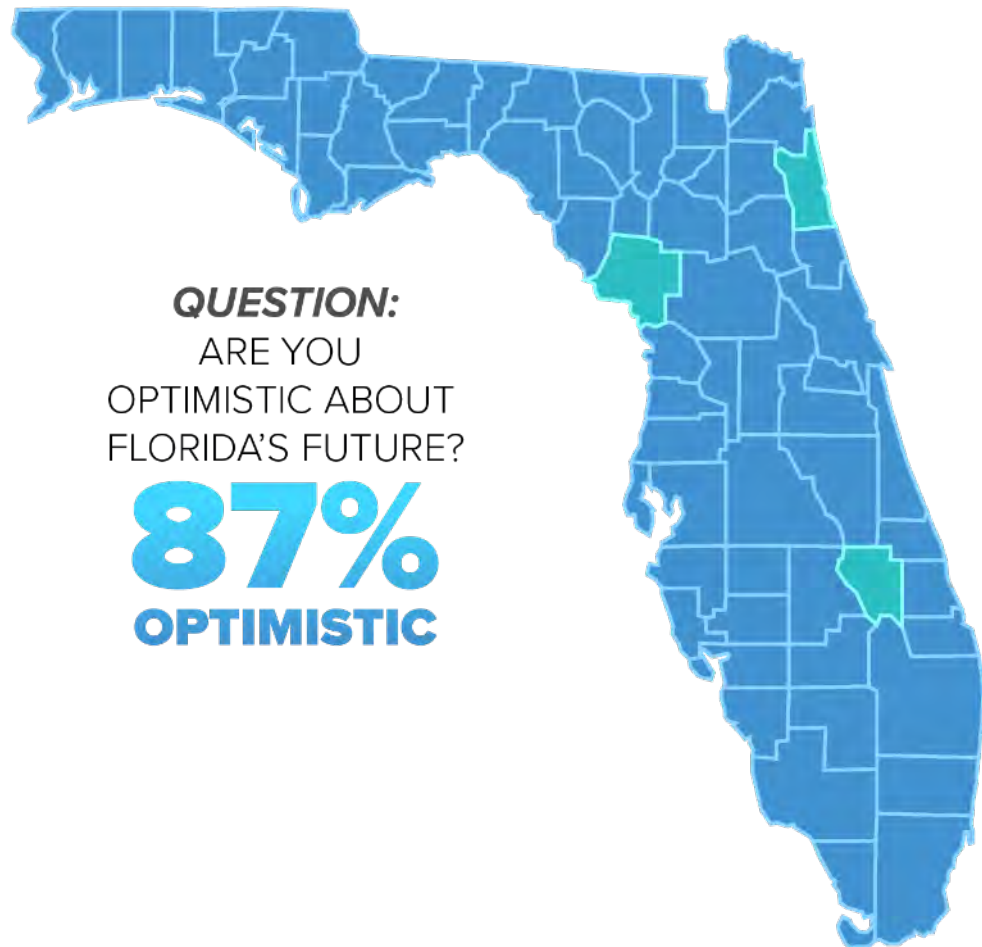 QUESTION:
ARE YOU
OPTIMISTIC ABOUT
FLORIDA'S FUTURE?
87%
OPTIMISTIC